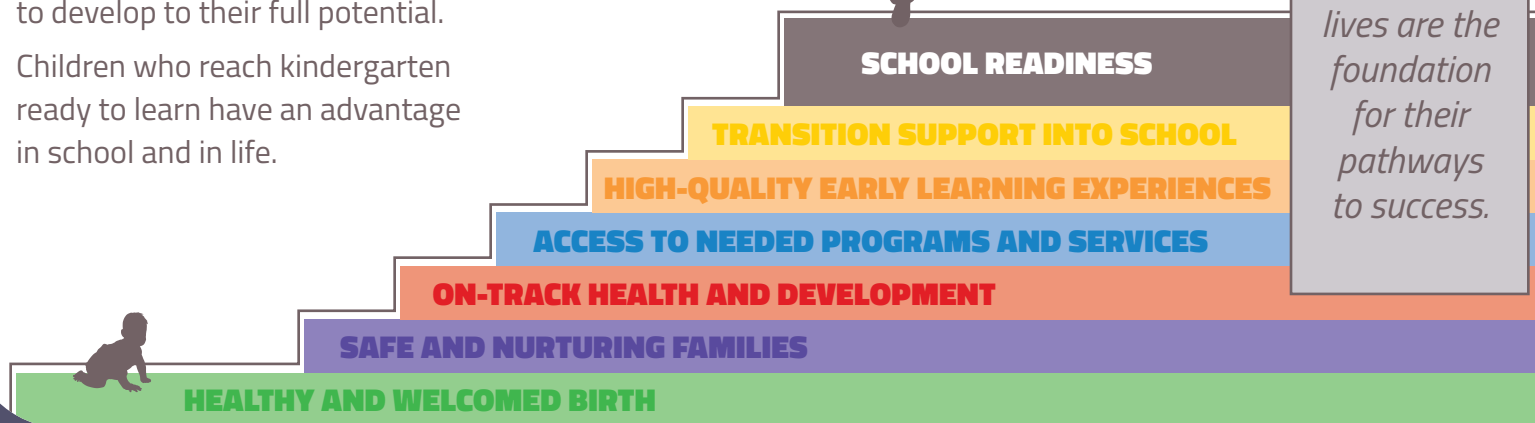 to develop to their full potential.
Children who reach kindergarten
ready to learn have an advantage
in school and in life.
SCHOOL READINESS
TRANSITION SUPPORT INTO SCHOOL
HIGH-QUALITY EARLY LEARNING EXPERIENCES
ACCESS TO NEEDED PROGRAMS AND SERVICES
ON-TRACK HEALTH AND DEVELOPMENT
SAFE AND NURTURING FAMILIES
HEALTHY AND WELCOMED BIRTH
lives are the
foundation
for their
pathways
to success.